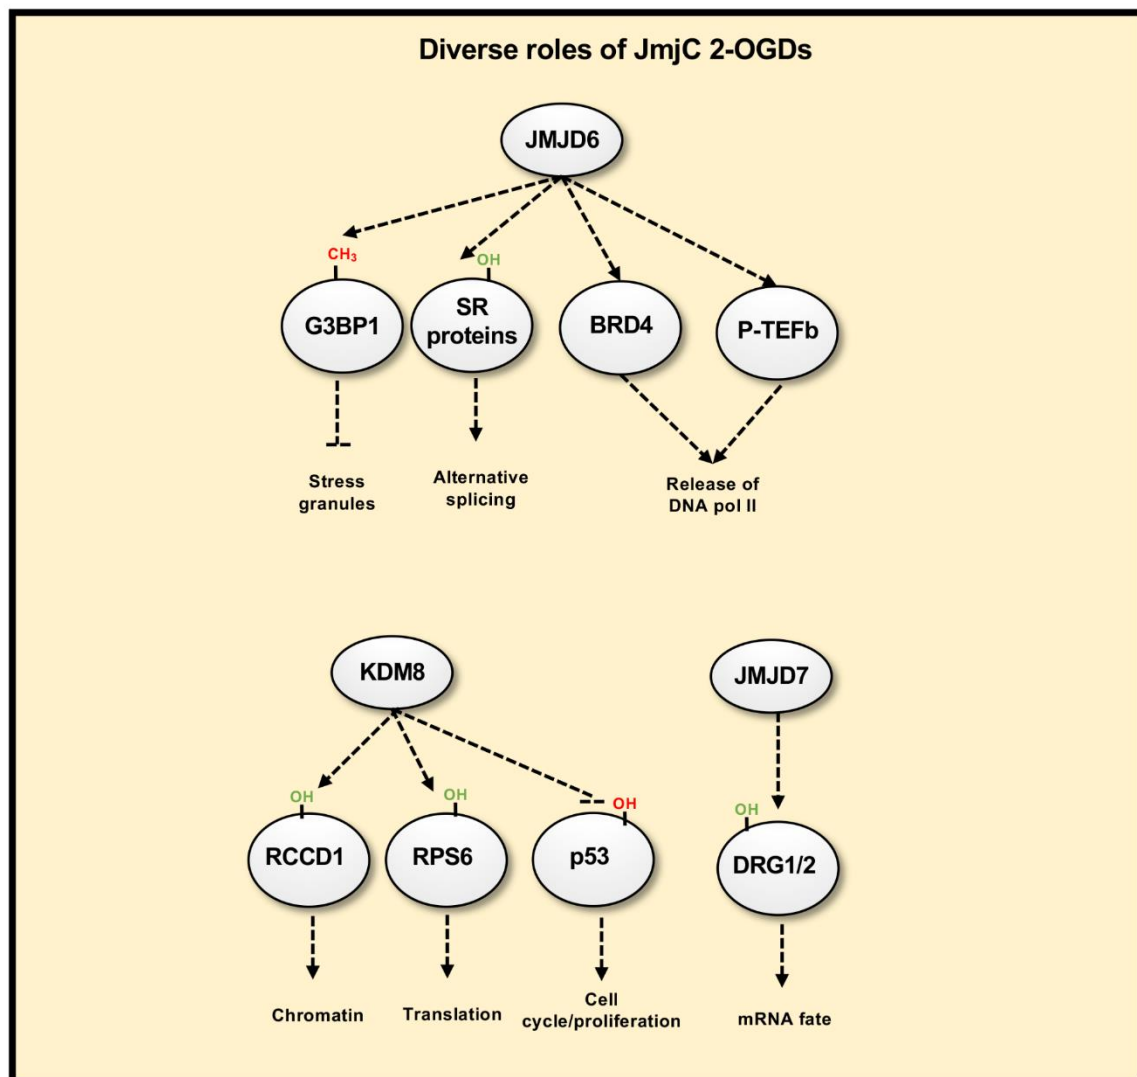 Diverse roles of JmjC 2-OGDs
JMJD6
CH₃
OH
G3BP1
SR
proteins
BRD4
P-TEFb
Stress
granules
Alternative
splicing
Release of
DNA pol II
KDM8
JMJD7
OH
OH
OH
OH
RCCD1
RPS6
p53
DRG1/2
Chromatin
Translation
Cell
cycle/proliferation
mRNA fate